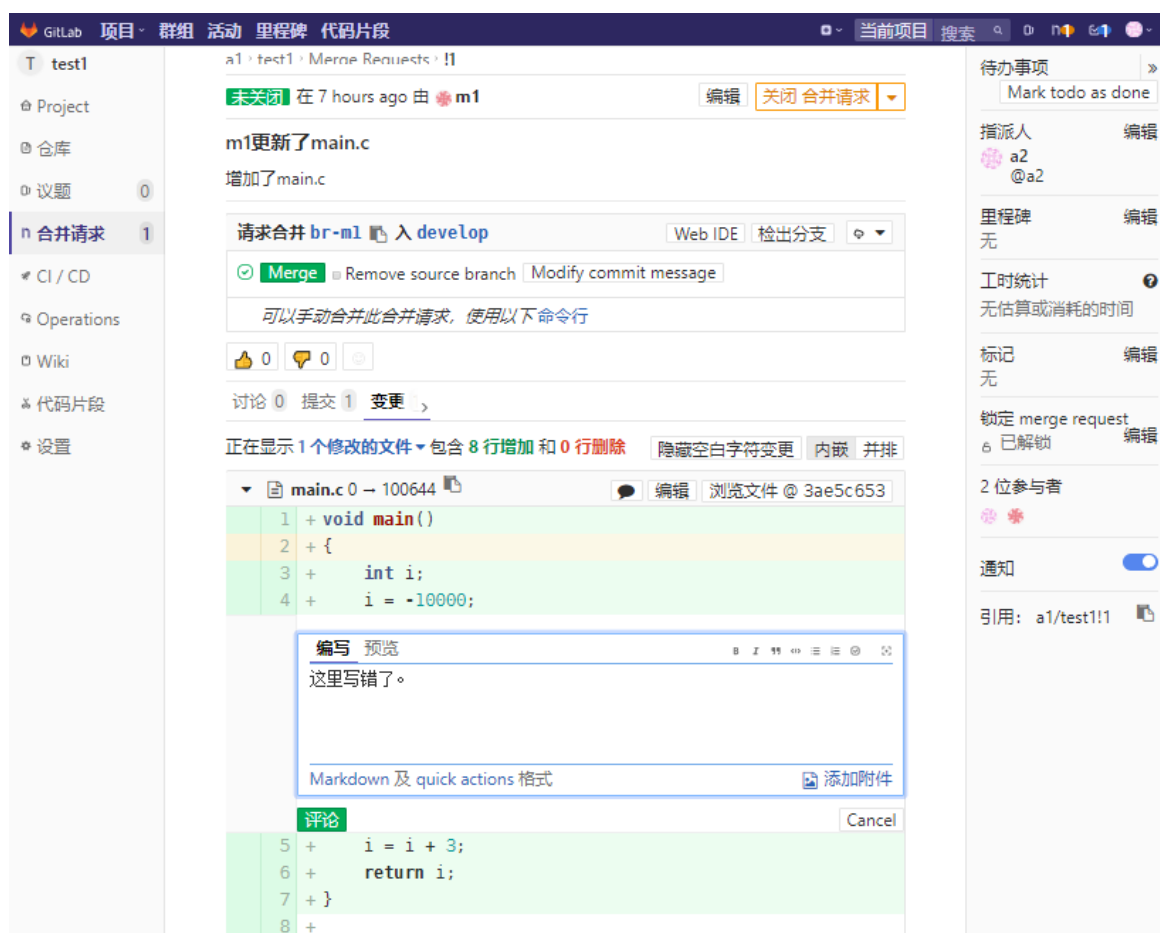 GitLab 项目 群组 活动 里程碑 代码片段 当前项目 搜索
T test1
Project
仓库
议题 0
合并请求 1
CI / CD
Operations
Wiki
代码片段
设置
a1 › test1 › Merge Requests › !1
未关闭 在 7 hours ago 由 m1 编辑 关闭 合并请求
m1更新了main.c
增加了main.c
请求合并 br-m1 入 develop Web IDE 检出分支
Merge Remove source branch Modify commit message
可以手动合并此合并请求，使用以下命令行
0 0
讨论 0 提交 1 变更
正在显示 1 个修改的文件 包含 8 行增加 和 0 行删除 隐藏空白字符变更 内嵌 并排
main.c 0 → 100644 编辑 浏览文件 @ 3ae5c653
1 + void main()
2 + {
3 + int i;
4 + i = -10000;
编写 预览
这里写错了。
Markdown 及 quick actions 格式 添加附件
评论 Cancel
5 + i = i + 3;
6 + return i;
7 + }
8 +
待办事项 »
Mark todo as done
指派人 编辑
a2
@a2
里程碑 编辑
无
工时统计
无估算或消耗的时间
标记 编辑
无
锁定 merge request
已解锁 编辑
2 位参与者
通知
引用： a1/test1!1